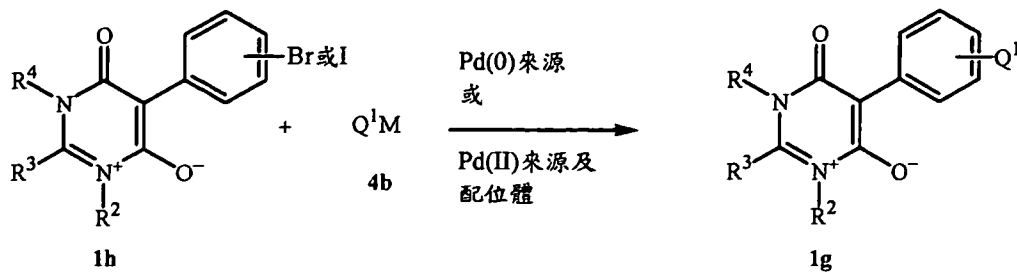 O
Br或I
R⁴
N
R³
N⁺
O⁻
R²
1h
+
Q¹M
4b
Pd(0)來源
或
Pd(II)來源及
配位體
O
Q¹
R⁴
N
R³
N⁺
O⁻
R²
1g